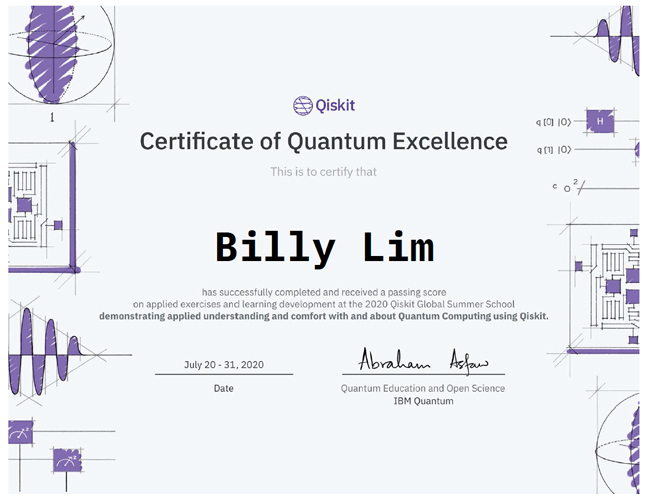 Qiskit
Certificate of Quantum Excellence
This is to certify that
Billy Lim
has successfully completed and received a passing score
on applied exercises and learning development at the 2020 Qiskit Global Summer School
demonstrating applied understanding and comfort with and about Quantum Computing using Qiskit.
July 20 - 31, 2020
Date
Abraham Asfaw
Quantum Education and Open Science
IBM Quantum
1
q[0] |0⟩
H
q[1] |0⟩
c 0 2
z
z